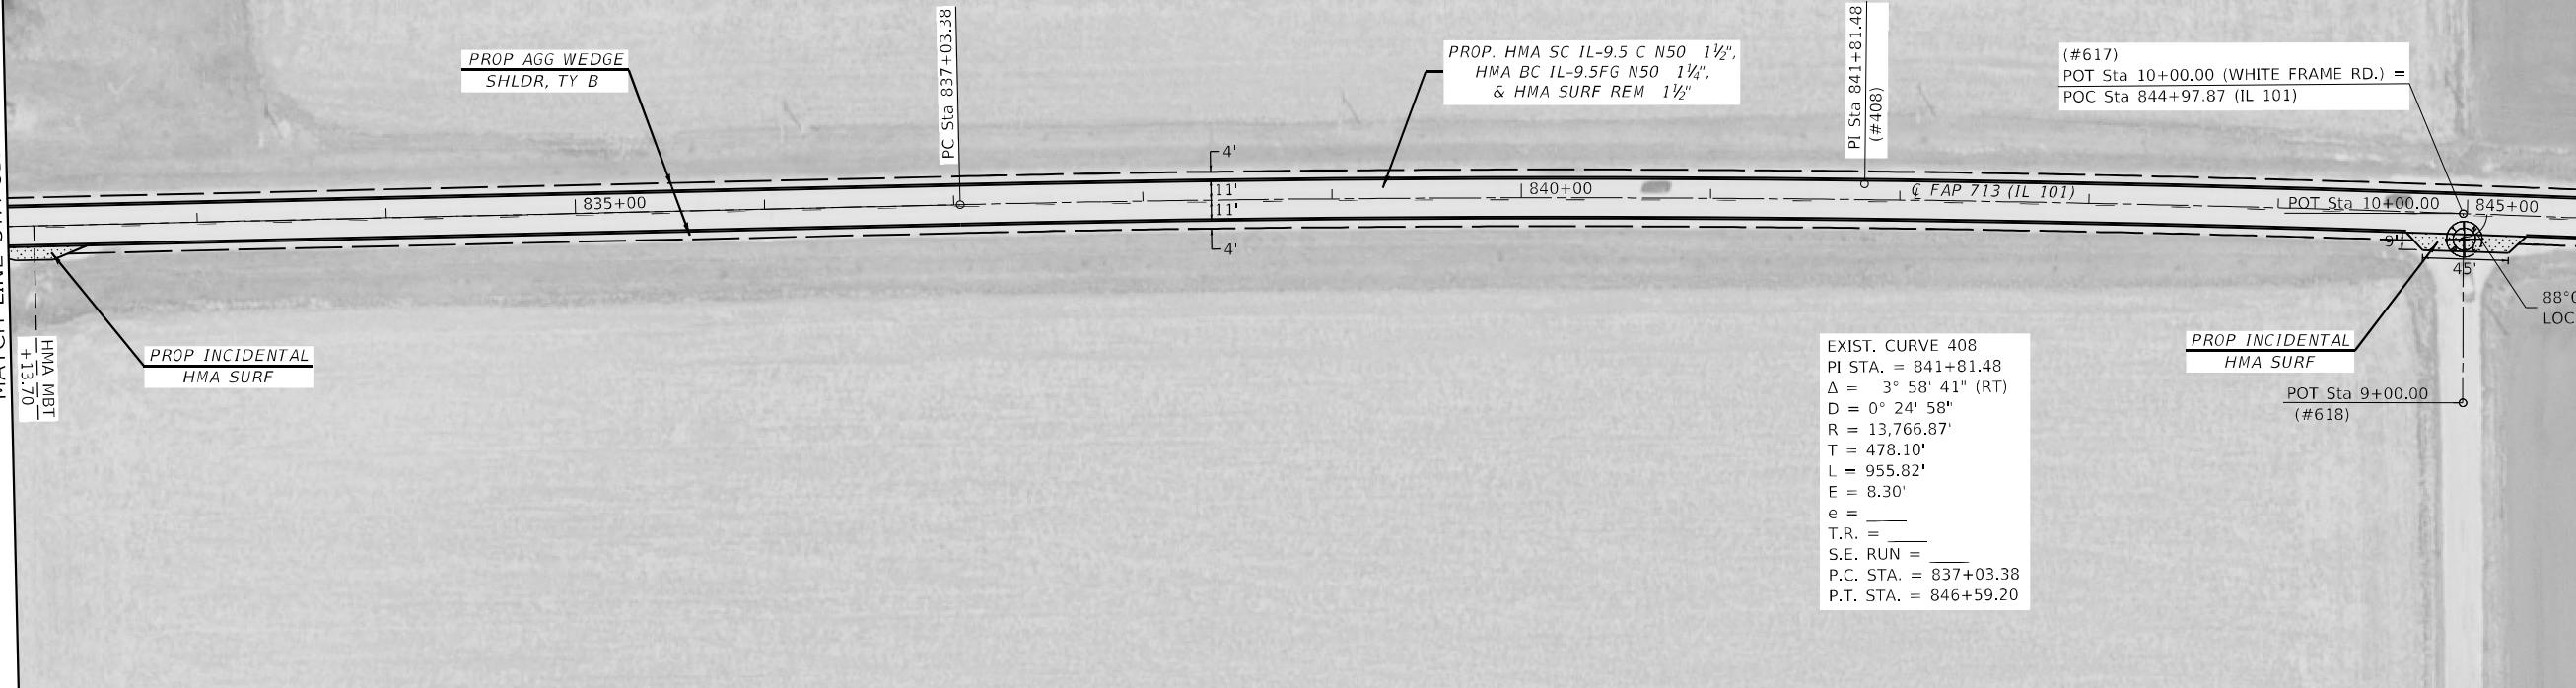 PROP AGG WEDGE
SHLDR, TY B
PC Sta 837+03.38
PROP. HMA SC IL-9.5 C N50 1½",
HMA BC IL-9.5FG N50 1¼",
& HMA SURF REM 1½"
PI Sta 841+81.48
(#408)
(#617)
POT Sta 10+00.00 (WHITE FRAME RD.) =
POC Sta 844+97.87 (IL 101)
4'
11'
11'
4'
835+00
840+00
℄ FAP 713 (IL 101)
POT Sta 10+00.00
845+00
9'
45'
88°
LOC
HMA MBT
+13.70
PROP INCIDENTAL
HMA SURF
PROP INCIDENTAL
HMA SURF
POT Sta 9+00.00
(#618)
EXIST. CURVE 408
PI STA. = 841+81.48
Δ = 3° 58' 41" (RT)
D = 0° 24' 58"
R = 13,766.87'
T = 478.10'
L = 955.82'
E = 8.30'
e = ____
T.R. = ____
S.E. RUN = ____
P.C. STA. = 837+03.38
P.T. STA. = 846+59.20